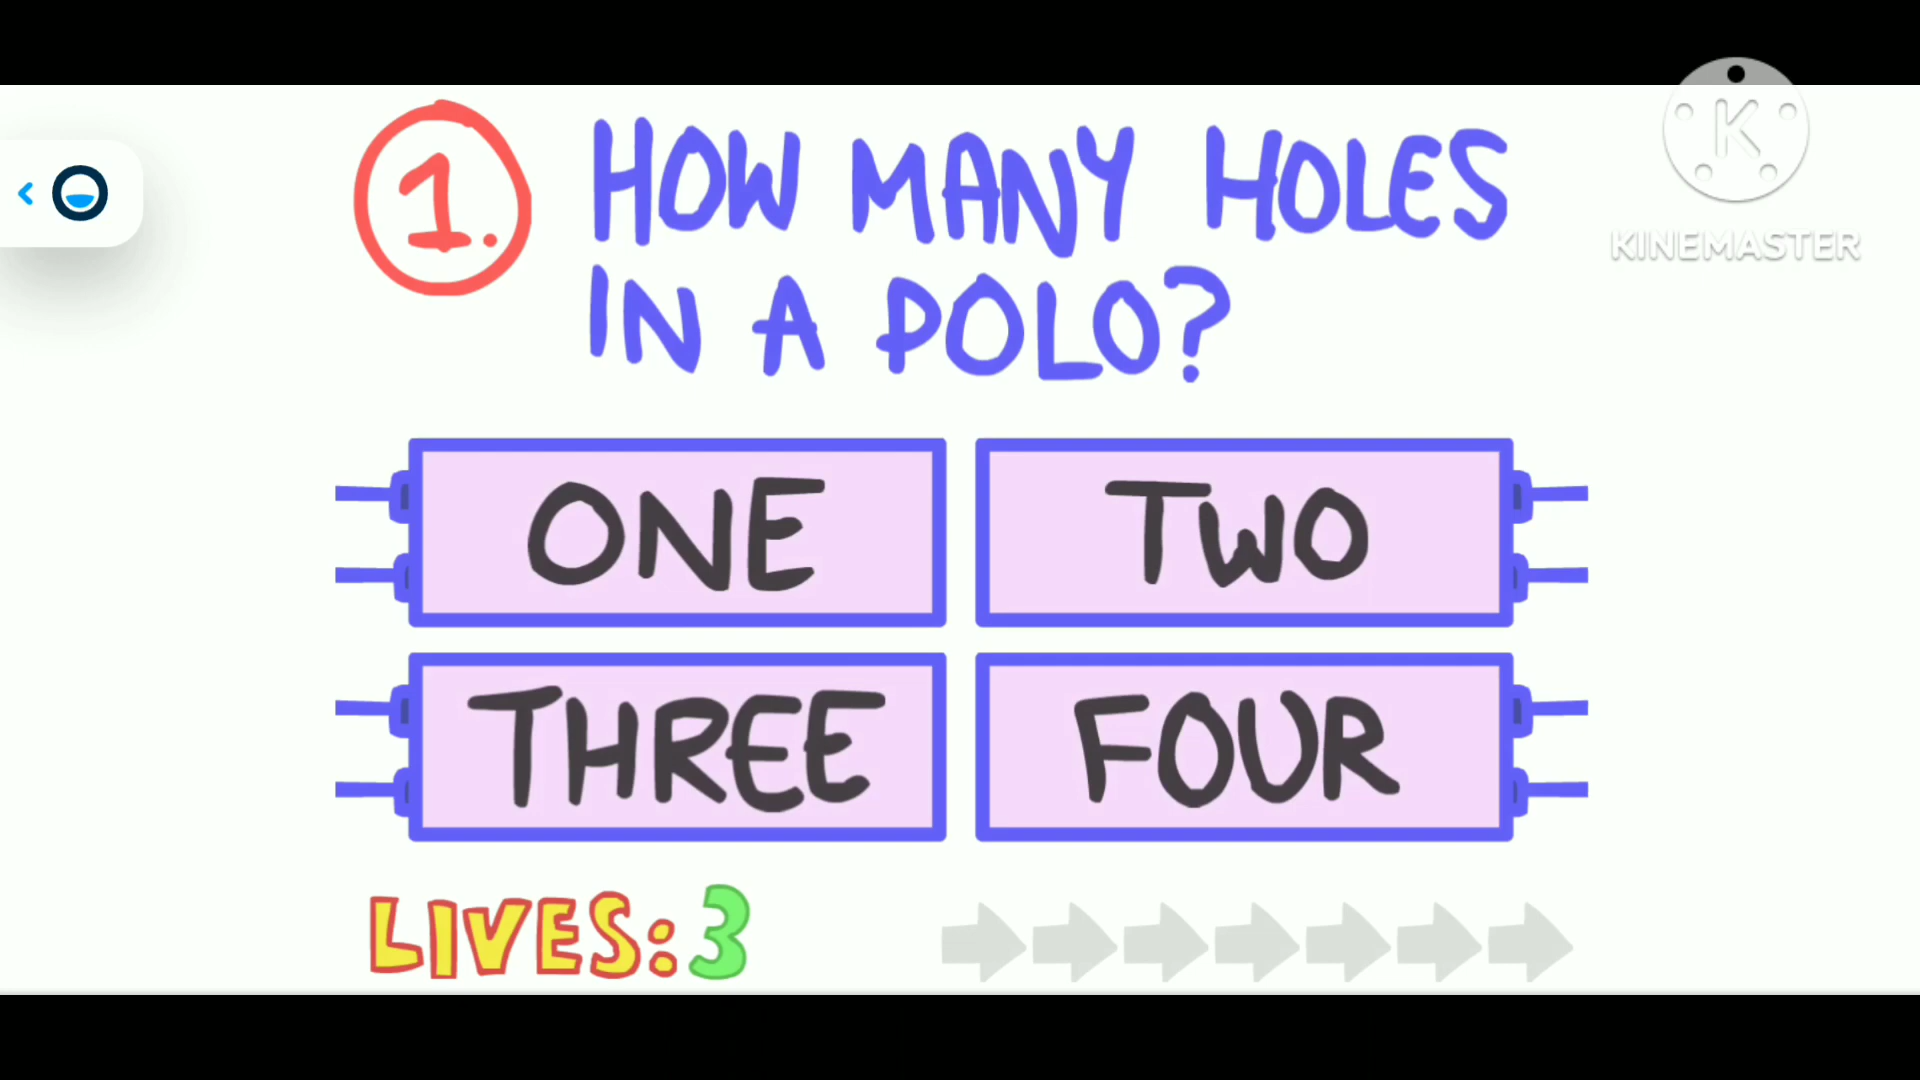 1. HOW MANY HOLES
IN A POLO?
K
KINEMASTER
ONE
TWO
THREE
FOUR
LIVES: 3